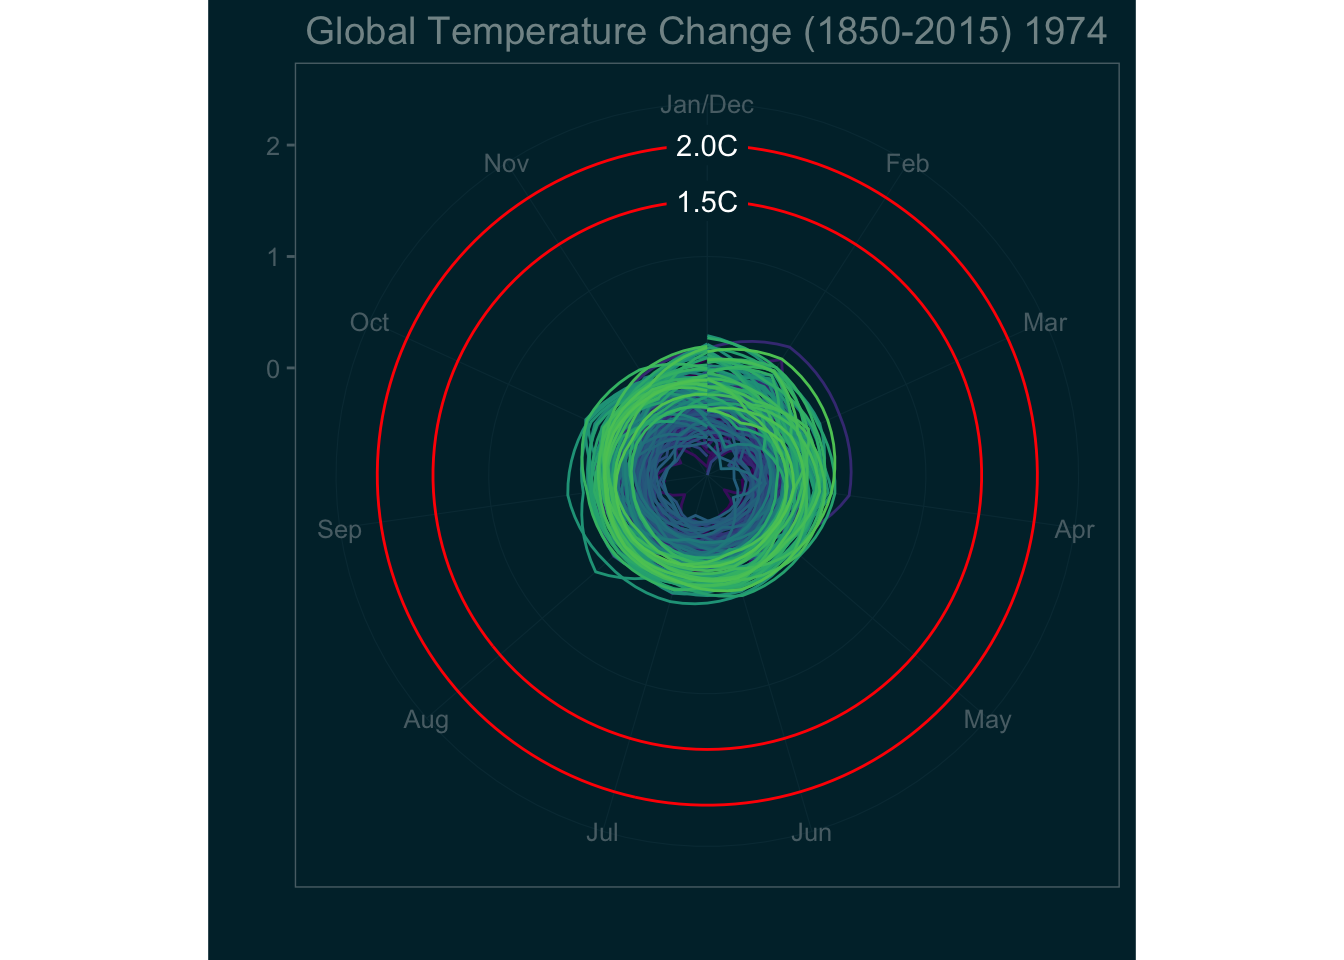 Global Temperature Change (1850-2015) 1974
Jan/Dec
2
2.0C
Nov
Feb
1.5C
1
Oct
Mar
0
Sep
Apr
Aug
May
Jul
Jun